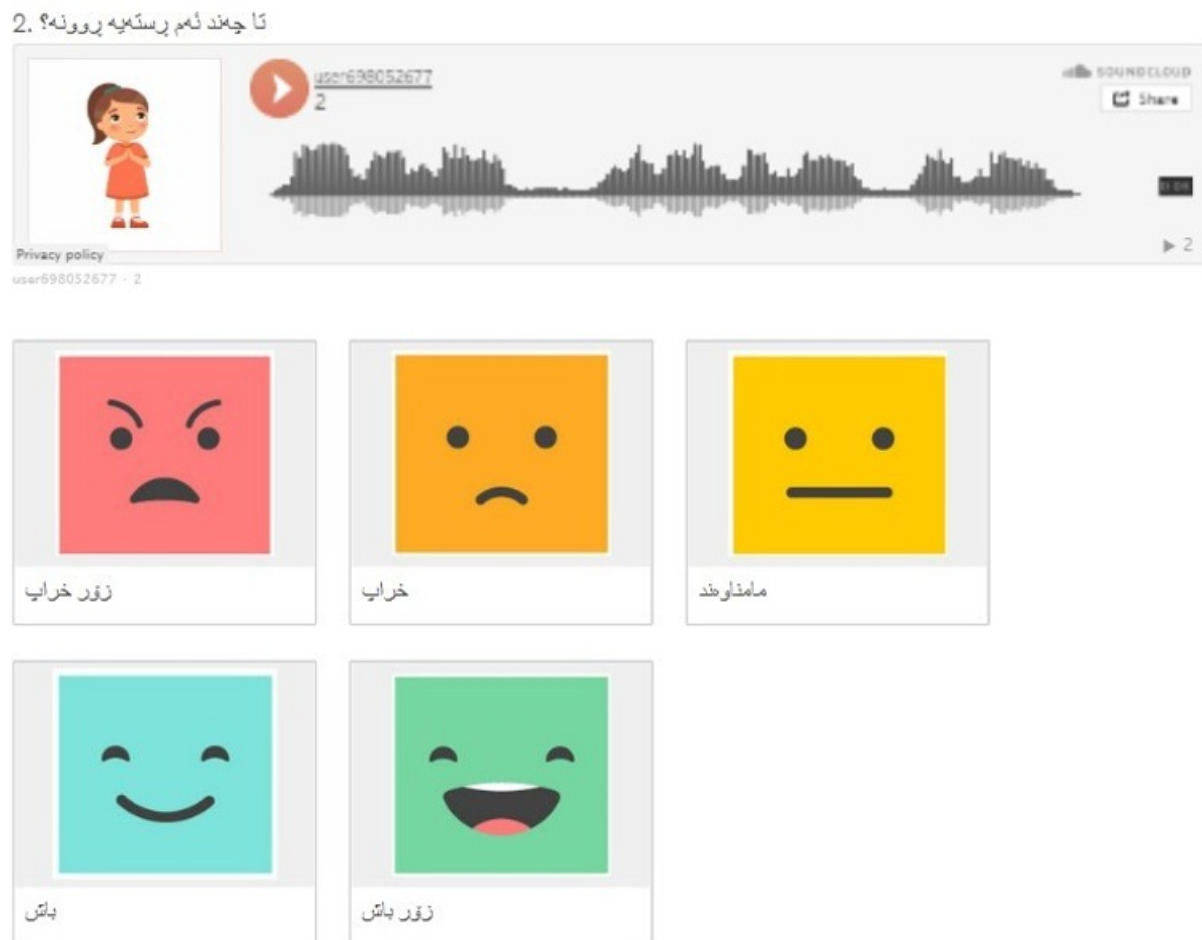 2. تا چەند ئەم ڕستەیە ڕوونە؟
user698052677
2
SOUNDCLOUD
Share
2
Privacy policy
user698052677 · 2
زۆر خراپ
خراپ
مامناوەند
باش
زۆر باش